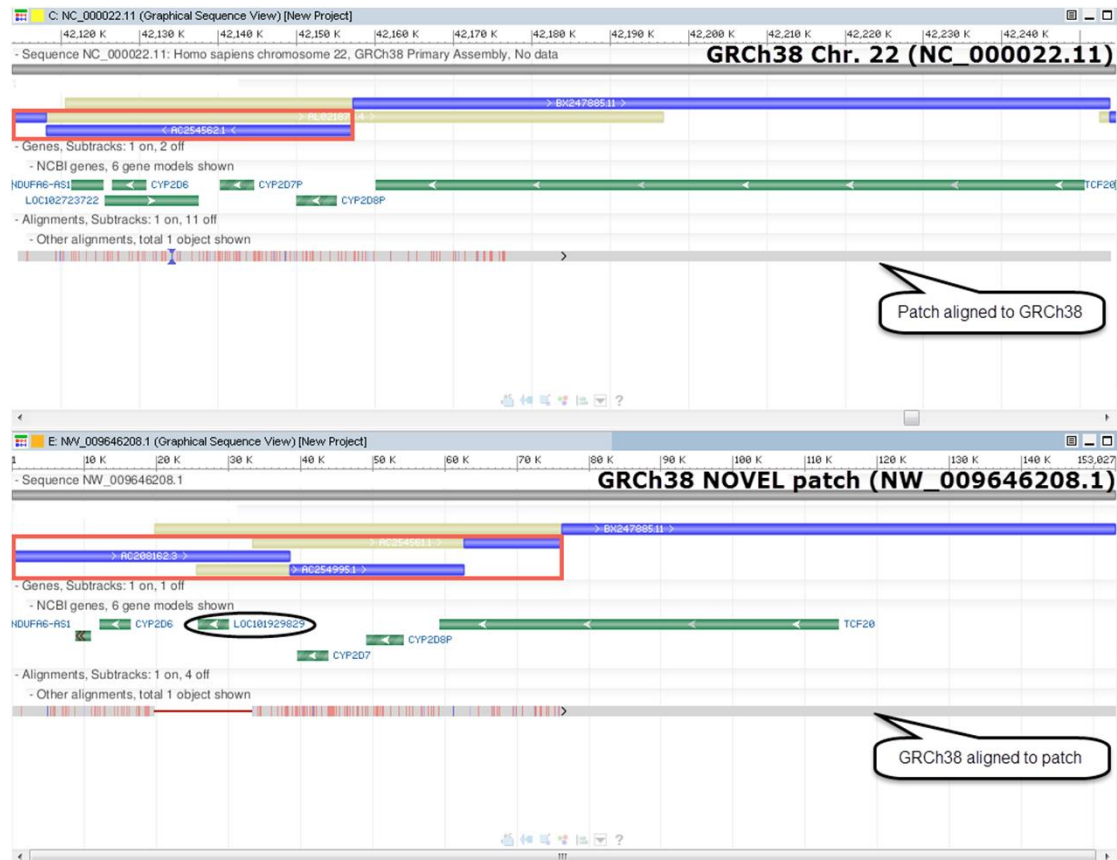 C: NC_000022.11 (Graphical Sequence View) [New Project]
42,120 K 42,130 K 42,140 K 42,150 K 42,160 K 42,170 K 42,180 K 42,190 K 42,200 K 42,210 K 42,220 K 42,230 K 42,240 K
- Sequence NC_000022.11: Homo sapiens chromosome 22, GRCh38 Primary Assembly, No data
GRCh38 Chr. 22 (NC_000022.11)
> BX247885.11 >
< AC254562.1 <
- Genes, Subtracks: 1 on, 2 off
- NCBI genes, 6 gene models shown
NDUFA6-AS1 CYP2D6 CYP2D7P TCF20
LOC102723722 CYP2D8P
- Alignments, Subtracks: 1 on, 11 off
- Other alignments, total 1 object shown
Patch aligned to GRCh38
?
E: NW_009646208.1 (Graphical Sequence View) [New Project]
1 10 K 20 K 30 K 40 K 50 K 60 K 70 K 80 K 90 K 100 K 110 K 120 K 130 K 140 K 153,027
- Sequence NW_009646208.1
GRCh38 NOVEL patch (NW_009646208.1)
> BX247885.11 >
> AC254561.1 >
> AC208162.3 >
> AC254995.1 >
- Genes, Subtracks: 1 on, 1 off
- NCBI genes, 6 gene models shown
NDUFA6-AS1 CYP2D6 LOC101929829 TCF20
CYP2D8P
CYP2D7
- Alignments, Subtracks: 1 on, 4 off
- Other alignments, total 1 object shown
GRCh38 aligned to patch
?